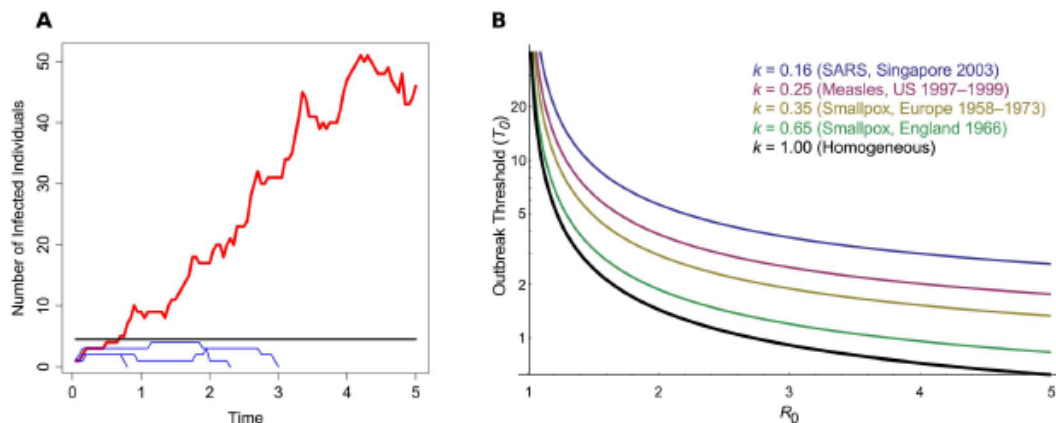 A
Number of Infected Individuals
50
40
30
20
10
0
0 1 2 3 4 5
Time
B
Outbreak Threshold (T0)
20
10
5
2
1
k = 0.16 (SARS, Singapore 2003)
k = 0.25 (Measles, US 1997–1999)
k = 0.35 (Smallpox, Europe 1958–1973)
k = 0.65 (Smallpox, England 1966)
k = 1.00 (Homogeneous)
1 2 3 4 5
R0